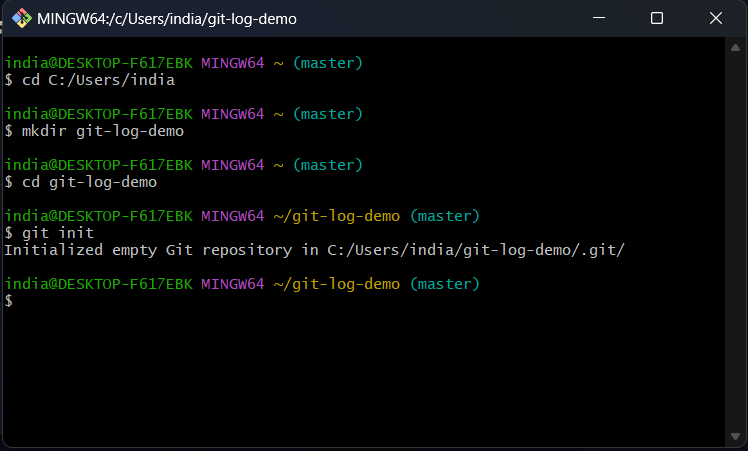 MINGW64:/c/Users/india/git-log-demo
india@DESKTOP-F617EBK MINGW64 ~ (master)
$ cd C:/Users/india
india@DESKTOP-F617EBK MINGW64 ~ (master)
$ mkdir git-log-demo
india@DESKTOP-F617EBK MINGW64 ~ (master)
$ cd git-log-demo
india@DESKTOP-F617EBK MINGW64 ~/git-log-demo (master)
$ git init
Initialized empty Git repository in C:/Users/india/git-log-demo/.git/
india@DESKTOP-F617EBK MINGW64 ~/git-log-demo (master)
$